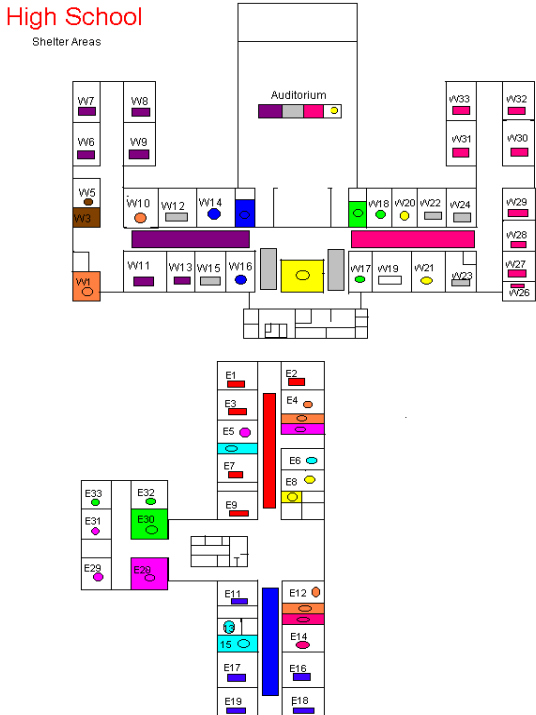 High School
Shelter Areas
Auditorium
W7 W8 W33 W32
W6 W9 W31 W30
W5
W3 W10 W12 W14 W18 W20 W22 W24 W29
W28
W11 W13 W15 W16 W17 W19 W21 W23 W27
W1 W26
E1 E2
E3 E4
E5
E6
E7 E8
E9
E33 E32
E31 E30
E29
E11 E12
13
15 E14
E17 E16
E19 E18